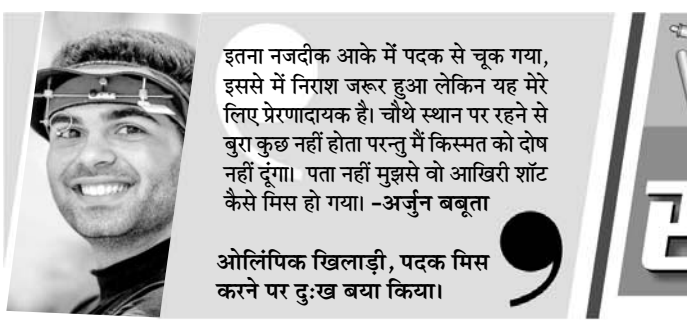 इतना नजदीक आके में पदक से चूक गया,
इससे में निराश जरूर हुआ लेकिन यह मेरे
लिए प्रेरणादायक है। चौथे स्थान पर रहने से
बुरा कुछ नहीं होता परन्तु मैं किस्मत को दोष
नहीं दूंगा। पता नहीं मुझसे वो आखिरी शॉट
कैसे मिस हो गया। -अर्जुन बबूता
ओलिंपिक खिलाड़ी, पदक मिस
करने पर दुःख बया किया।